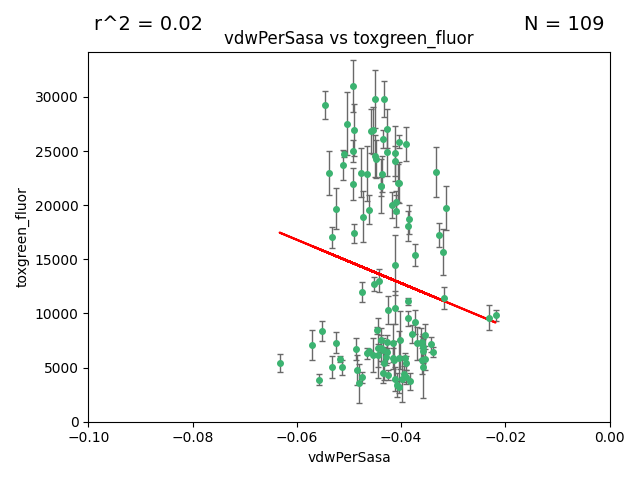 r^2 = 0.02
N = 109
vdwPerSasa vs toxgreen_fluor
30000
25000
20000
15000
10000
5000
0
toxgreen_fluor
−0.10
−0.08
−0.06
−0.04
−0.02
0.00
vdwPerSasa